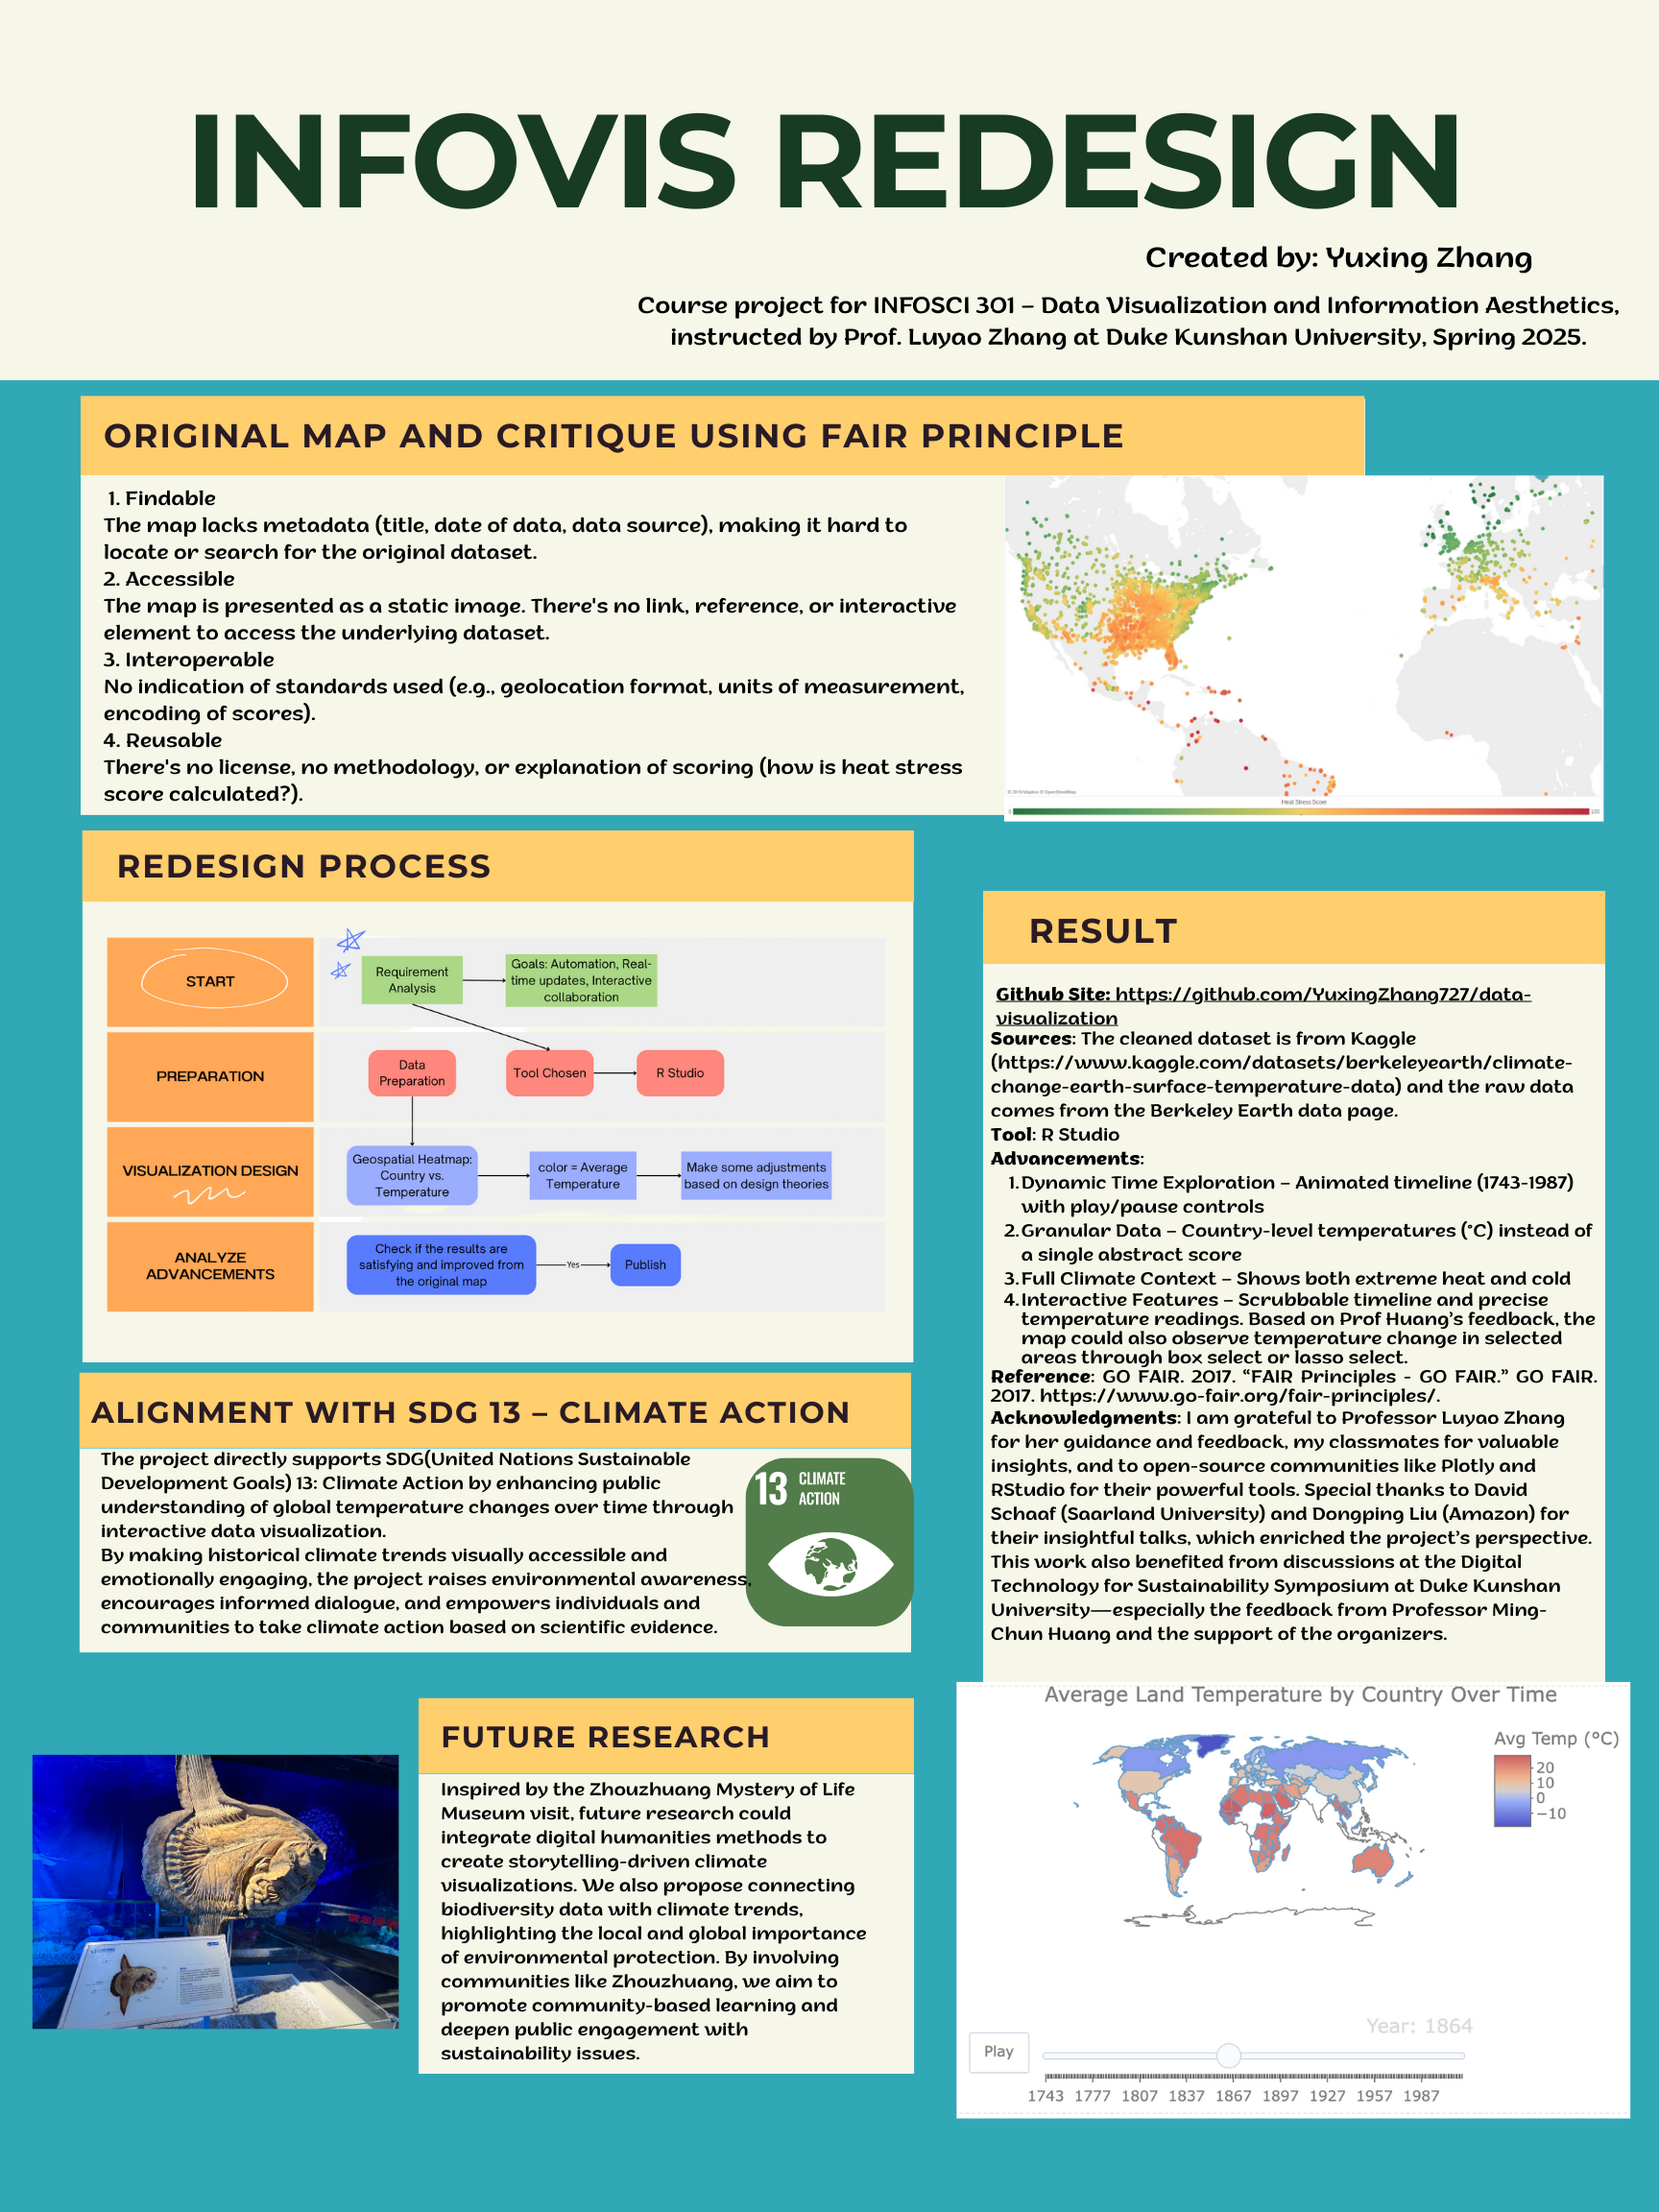 INFOVIS REDESIGN
Created by: Yuxing Zhang
Course project for INFOSCI 301 – Data Visualization and Information Aesthetics,
instructed by Prof. Luyao Zhang at Duke Kunshan University, Spring 2025.
ORIGINAL MAP AND CRITIQUE USING FAIR PRINCIPLE
1. Findable
The map lacks metadata (title, date of data, data source), making it hard to
locate or search for the original dataset.
2. Accessible
The map is presented as a static image. There's no link, reference, or interactive
element to access the underlying dataset.
3. Interoperable
No indication of standards used (e.g., geolocation format, units of measurement,
encoding of scores).
4. Reusable
There's no license, no methodology, or explanation of scoring (how is heat stress
score calculated?).
Heat Stress Score
0
100
REDESIGN PROCESS
START
Requirement
Analysis
Goals: Automation, Real-
time updates, Interactive
collaboration
PREPARATION
Data
Preparation
Tool Chosen
R Studio
VISUALIZATION DESIGN
Geospatial Heatmap:
Country vs.
Temperature
color = Average
Temperature
Make some adjustments
based on design theories
ANALYZE
ADVANCEMENTS
Check if the results are
satisfying and improved from
the original map
Yes
Publish
ALIGNMENT WITH SDG 13 – CLIMATE ACTION
The project directly supports SDG(United Nations Sustainable
Development Goals) 13: Climate Action by enhancing public
understanding of global temperature changes over time through
interactive data visualization.
By making historical climate trends visually accessible and
emotionally engaging, the project raises environmental awareness,
encourages informed dialogue, and empowers individuals and
communities to take climate action based on scientific evidence.
13 CLIMATE
ACTION
FUTURE RESEARCH
Inspired by the Zhouzhuang Mystery of Life
Museum visit, future research could
integrate digital humanities methods to
create storytelling-driven climate
visualizations. We also propose connecting
biodiversity data with climate trends,
highlighting the local and global importance
of environmental protection. By involving
communities like Zhouzhuang, we aim to
promote community-based learning and
deepen public engagement with
sustainability issues.
RESULT
Github Site: https://github.com/YuxingZhang727/data-
visualization
Sources: The cleaned dataset is from Kaggle
(https://www.kaggle.com/datasets/berkeleyearth/climate-
change-earth-surface-temperature-data) and the raw data
comes from the Berkeley Earth data page.
Tool: R Studio
Advancements:
1. Dynamic Time Exploration – Animated timeline (1743-1987)
with play/pause controls
2. Granular Data – Country-level temperatures (°C) instead of
a single abstract score
3. Full Climate Context – Shows both extreme heat and cold
4. Interactive Features – Scrubbable timeline and precise
temperature readings. Based on Prof Huang's feedback, the
map could also observe temperature change in selected
areas through box select or lasso select.
Reference: GO FAIR. 2017. “FAIR Principles - GO FAIR.” GO FAIR.
2017. https://www.go-fair.org/fair-principles/.
Acknowledgments: I am grateful to Professor Luyao Zhang
for her guidance and feedback, my classmates for valuable
insights, and to open-source communities like Plotly and
RStudio for their powerful tools. Special thanks to David
Schaaf (Saarland University) and Dongping Liu (Amazon) for
their insightful talks, which enriched the project's perspective.
This work also benefited from discussions at the Digital
Technology for Sustainability Symposium at Duke Kunshan
University—especially the feedback from Professor Ming-
Chun Huang and the support of the organizers.
Average Land Temperature by Country Over Time
Avg Temp (°C)
20
10
0
−10
Year: 1864
Play
1743 1777 1807 1837 1867 1897 1927 1957 1987